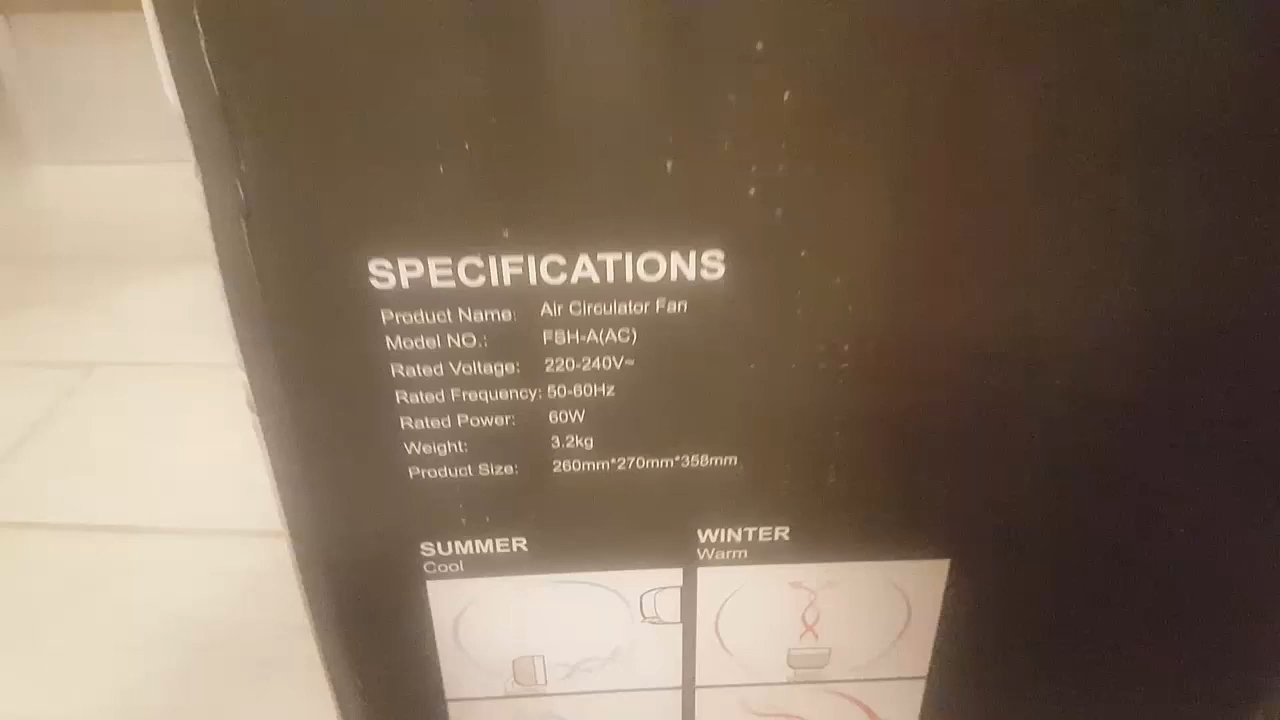 SPECIFICATIONS
Product Name: Air Circulator Fan
Model NO.: FSH-A(AC)
Rated Voltage: 220-240V~
Rated Frequency: 50-60Hz
Rated Power: 60W
Weight: 3.2kg
Product Size: 260mm*270mm*358mm
SUMMER
Cool
WINTER
Warm